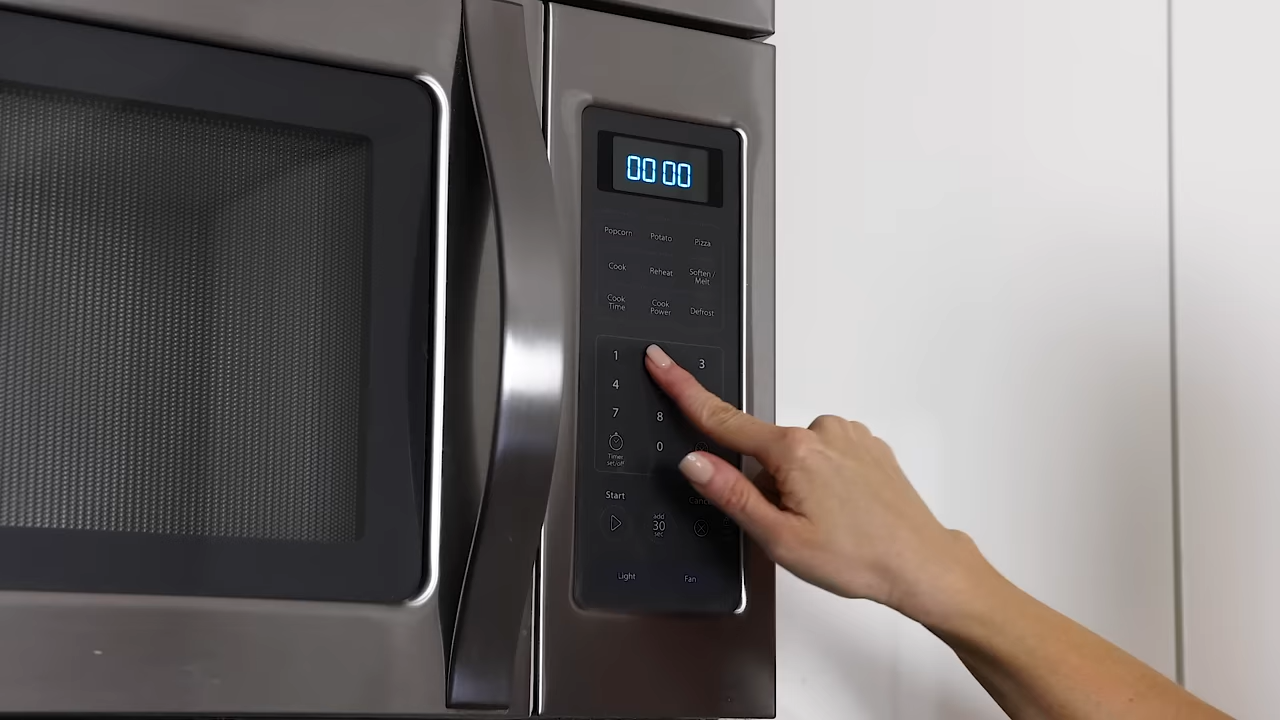 00 00
Popcorn Potato Pizza
Cook Reheat Soften /
Melt
Cook
Time
Cook
Power
Defrost
1 3
4
7 8
0
Timer
set/off
Start Cancel
add
30
sec
Light Fan